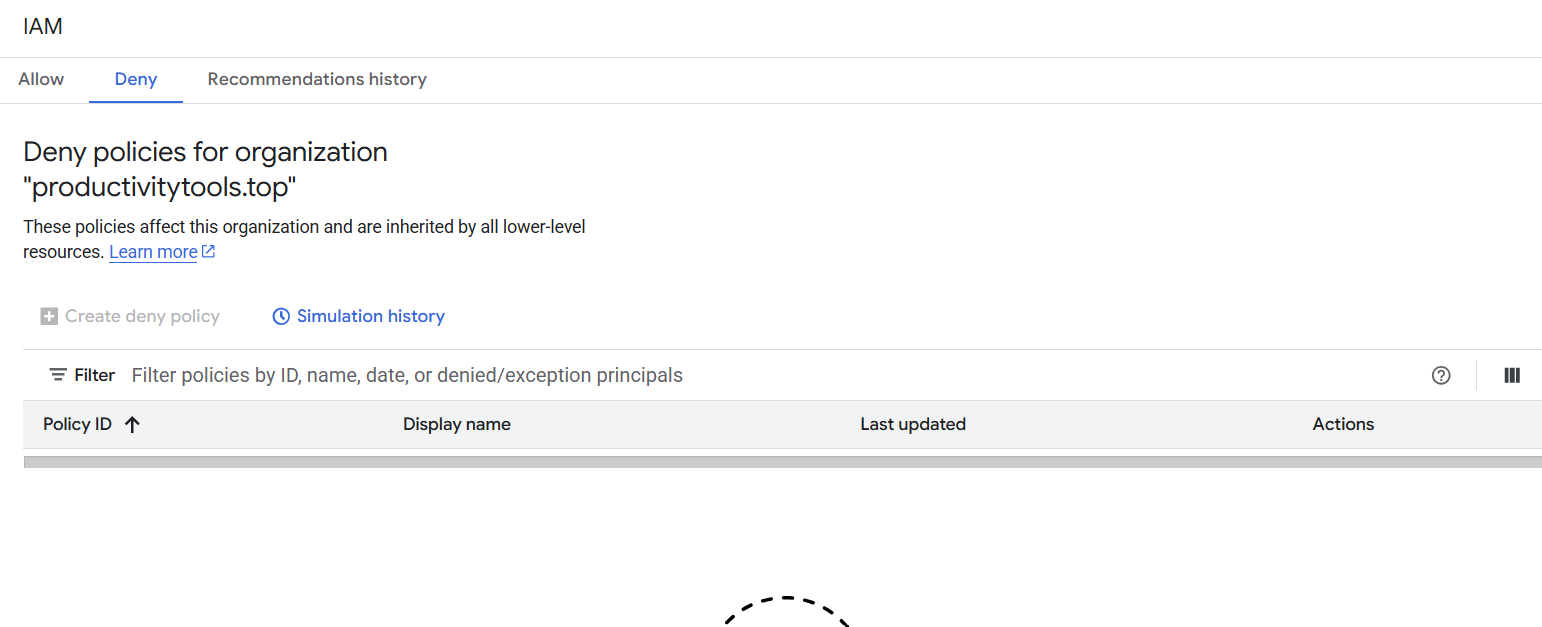 IAM
Allow Deny Recommendations history
Deny policies for organization
"productivitytools.top"
These policies affect this organization and are inherited by all lower-level
resources. Learn more
Create deny policy Simulation history
Filter Filter policies by ID, name, date, or denied/exception principals
Policy ID Display name Last updated Actions